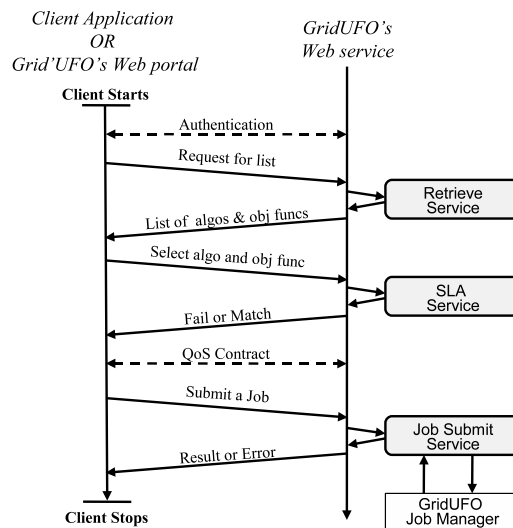 Client Application
OR
Grid'UFO's Web portal
GridUFO's
Web service
Client Starts
Authentication
Request for list
Retrieve
Service
List of algos & obj funcs
Select algo and obj func
SLA
Service
Fail or Match
QoS Contract
Submit a Job
Job Submit
Service
Result or Error
GridUFO
Job Manager
Client Stops